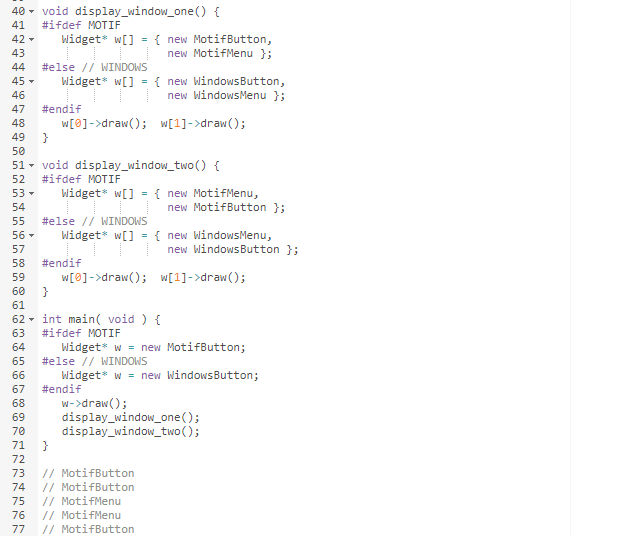 40 void display_window_one() {
41 #ifdef MOTIF
42 Widget* w[] = { new MotifButton,
43 new MotifMenu };
44 #else // WINDOWS
45 Widget* w[] = { new WindowsButton,
46 new WindowsMenu };
47 #endif
48 w[0]->draw();  w[1]->draw();
49 }
50
51 void display_window_two() {
52 #ifdef MOTIF
53 Widget* w[] = { new MotifMenu,
54 new MotifButton };
55 #else // WINDOWS
56 Widget* w[] = { new WindowsMenu,
57 new WindowsButton };
58 #endif
59 w[0]->draw();  w[1]->draw();
60 }
61
62 int main( void ) {
63 #ifdef MOTIF
64 Widget* w = new MotifButton;
65 #else // WINDOWS
66 Widget* w = new WindowsButton;
67 #endif
68 w->draw();
69 display_window_one();
70 display_window_two();
71 }
72
73 // MotifButton
74 // MotifButton
75 // MotifMenu
76 // MotifMenu
77 // MotifButton